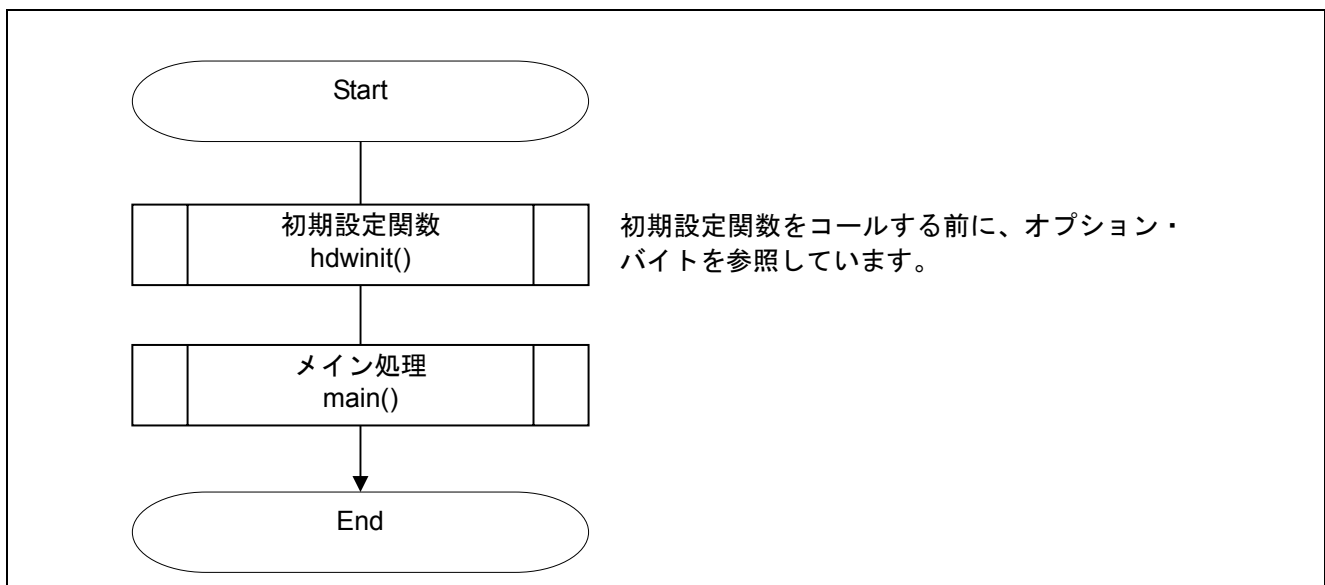 Start
初期設定関数
hdwinit()
初期設定関数をコールする前に、オプション・
バイトを参照しています。
メイン処理
main()
End